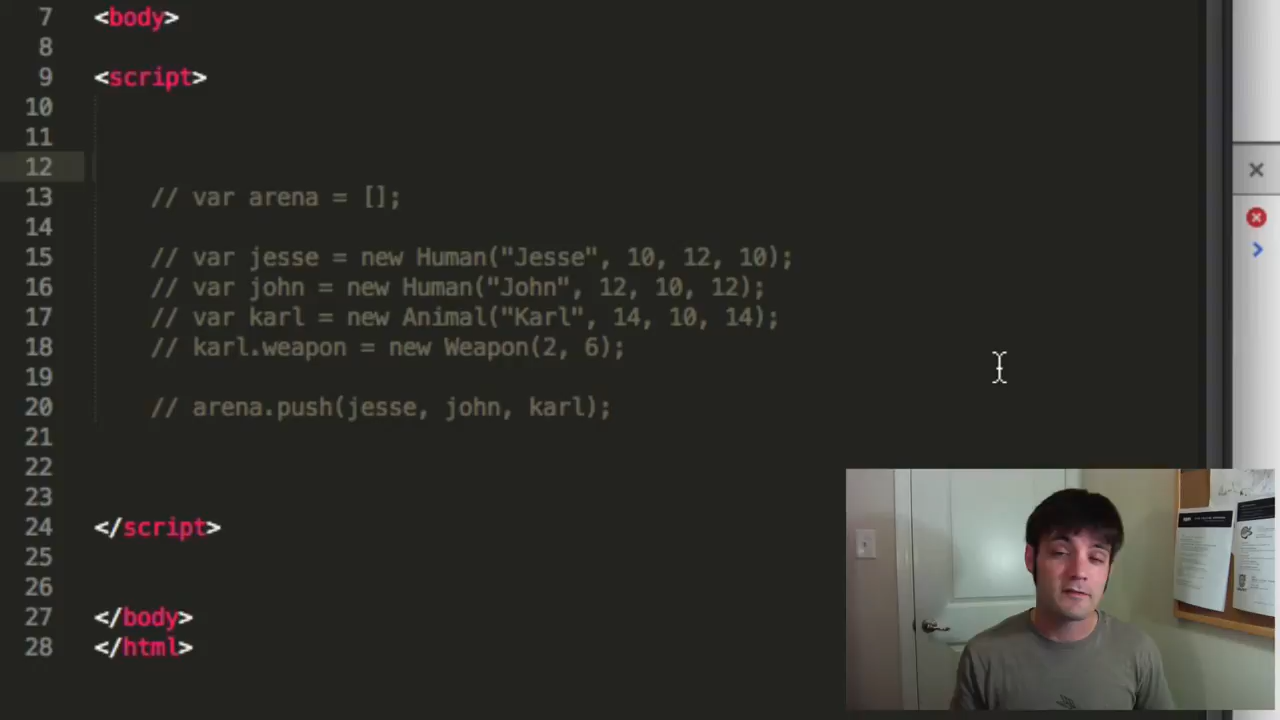 7 <body>
8
9 <script>
10
11
12
13 // var arena = [];
14
15 // var jesse = new Human("Jesse", 10, 12, 10);
16 // var john = new Human("John", 12, 10, 12);
17 // var karl = new Animal("Karl", 14, 10, 14);
18 // karl.weapon = new Weapon(2, 6);
19
20 // arena.push(jesse, john, karl);
21
22
23
24 </script>
25
26
27 </body>
28 </html>